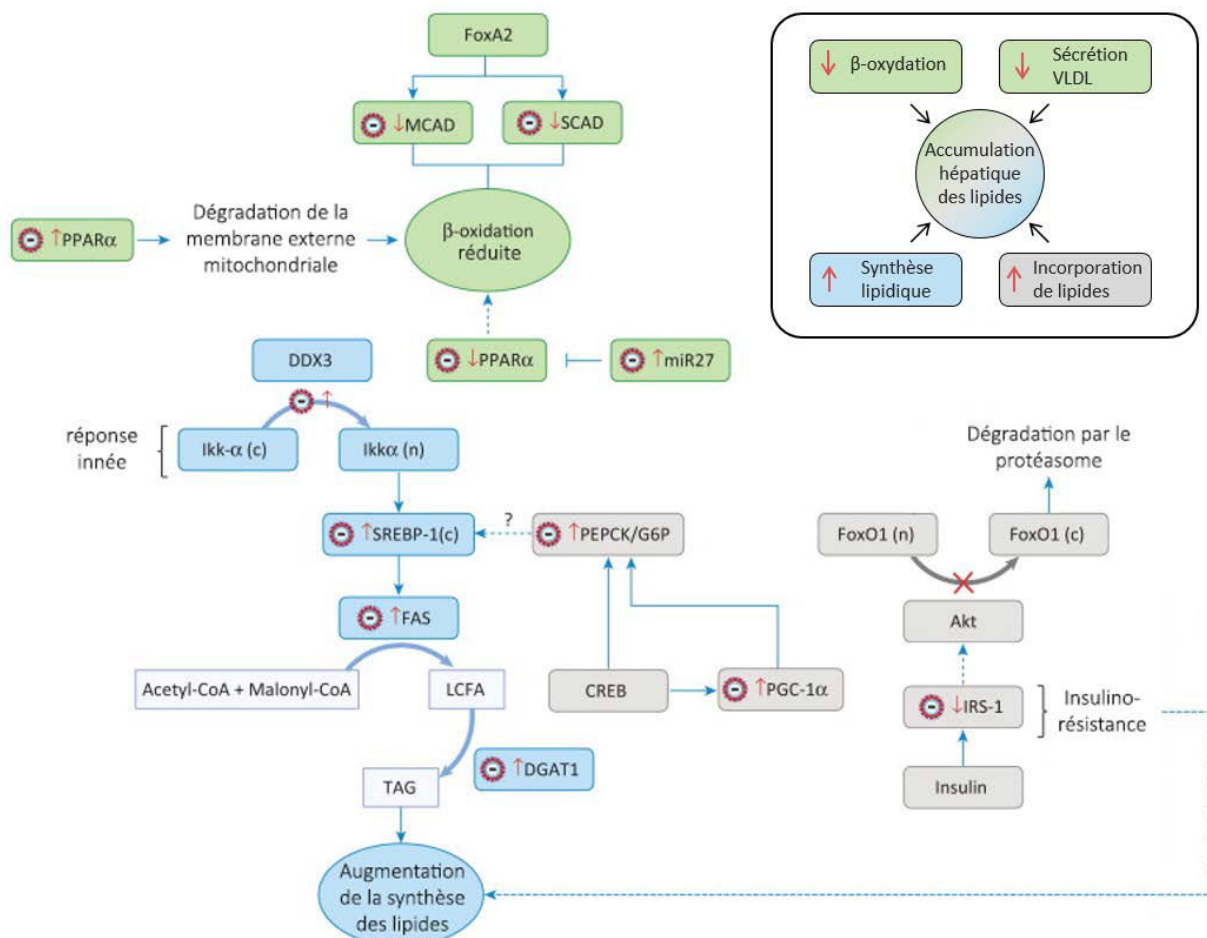 FoxA2
↓MCAD
↓SCAD
↑PPARα
Dégradation de la
membrane externe
mitochondriale
β-oxidation
réduite
↓PPARα
↑miR27
↓ β-oxydation
↓ Sécrétion
VLDL
Accumulation
hépatique
des lipides
↑ Synthèse
lipidique
↑ Incorporation
de lipides
DDX3
↑
réponse
innée
Ikk-α (c)
Ikkα (n)
↑SREBP-1(c)
?
↑PEPCK/G6P
↑FAS
Acetyl-CoA + Malonyl-CoA
LCFA
CREB
↑PGC-1α
↑DGAT1
TAG
Augmentation
de la synthèse
des lipides
Dégradation par le
protéasome
FoxO1 (n)
FoxO1 (c)
Akt
↓IRS-1
Insulino-
résistance
Insulin